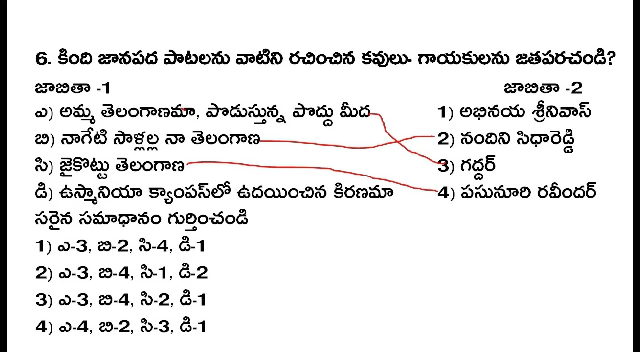 6. కింది జానపద పాటలను వాటిని రచించిన కవులు- గాయకులను జతపరచండి?
జాబితా -1 జాబితా -2
ఎ) అమ్మ తెలంగాణమా, పొడుస్తున్న పొద్దు మీద 1) అభినయ శ్రీనివాస్
బి) నాగేటి సాళ్లల్ల నా తెలంగాణ 2) నందిని సిధారెడ్డి
సి) జైకొట్టు తెలంగాణ 3) గద్దర్
డి) ఉస్మానియా క్యాంపస్‌లో ఉదయించిన కిరణమా 4) పసునూరి రవీందర్
సరైన సమాధానం గుర్తించండి
1) ఎ-3, బి-2, సి-4, డి-1
2) ఎ-3, బి-4, సి-1, డి-2
3) ఎ-3, బి-4, సి-2, డి-1
4) ఎ-4, బి-2, సి-3, డి-1